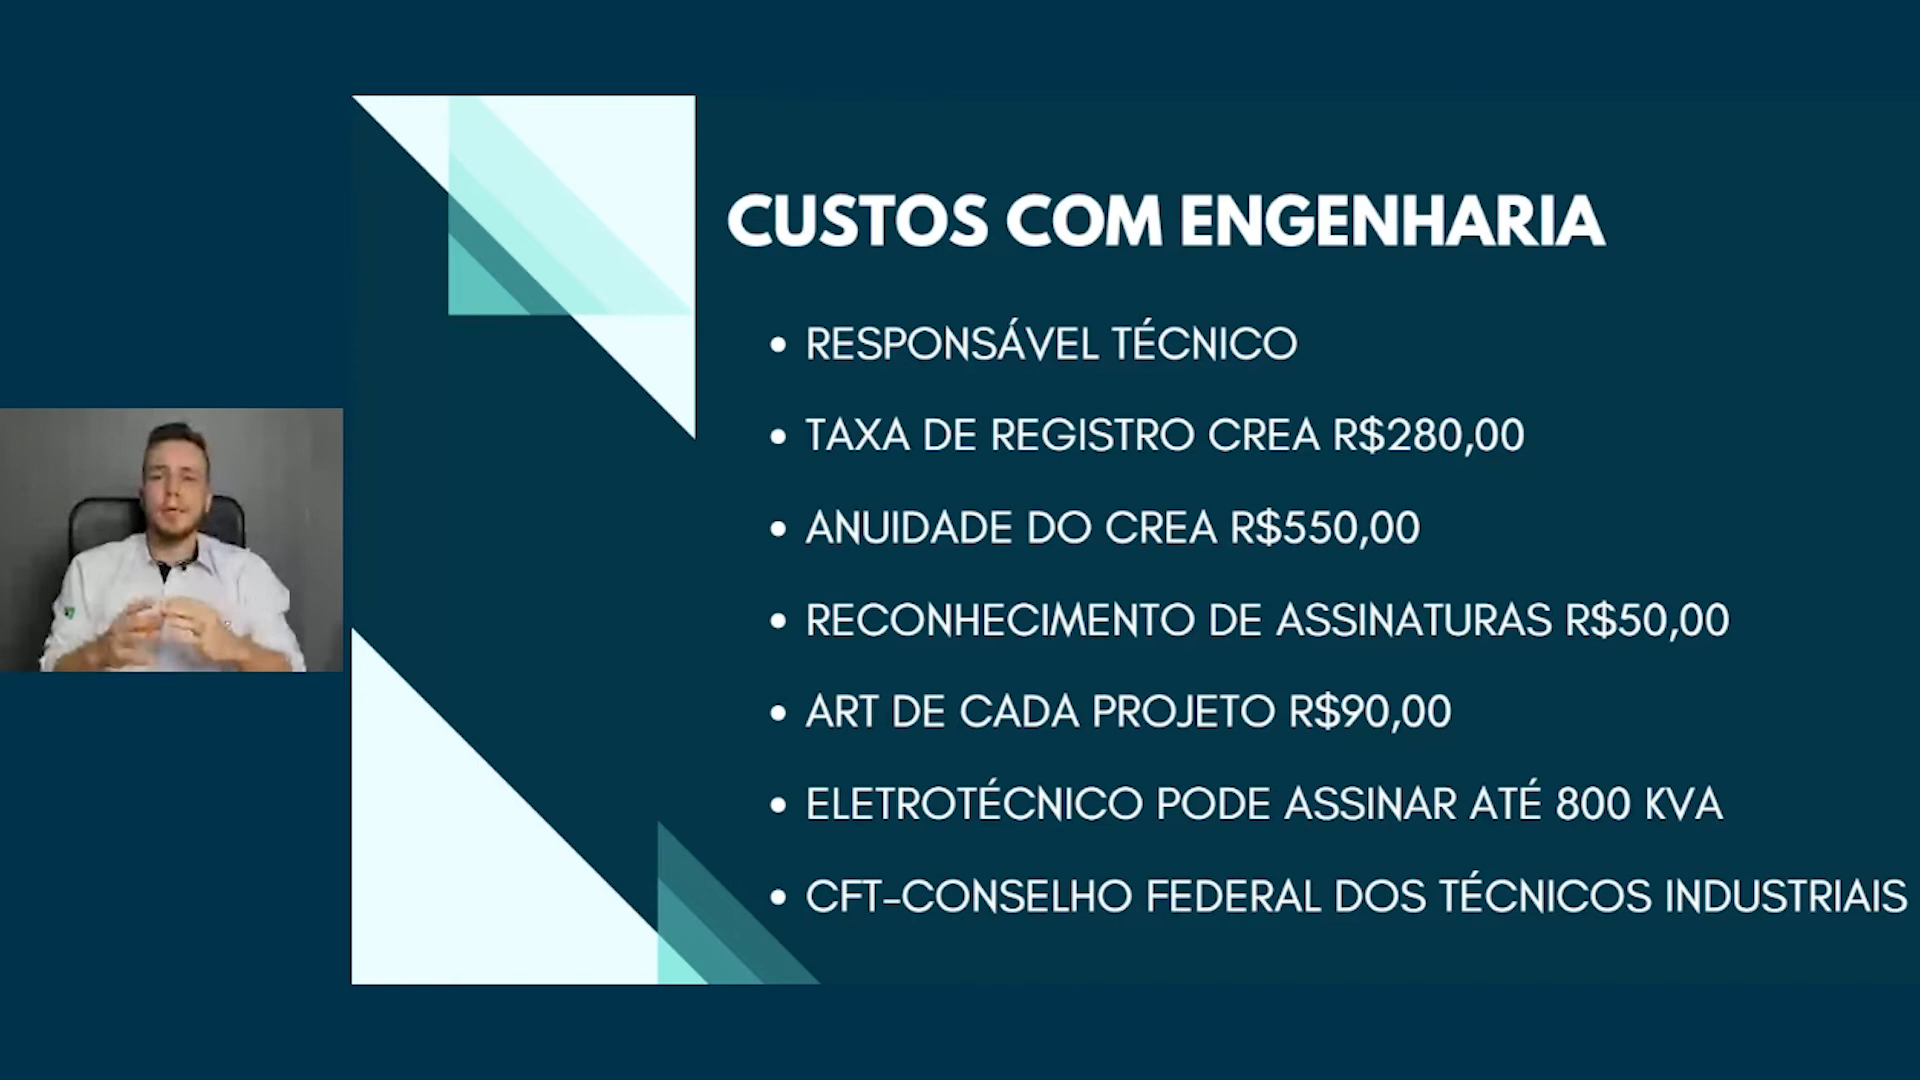 CUSTOS COM ENGENHARIA
• RESPONSÁVEL TÉCNICO
• TAXA DE REGISTRO CREA R$280,00
• ANUIDADE DO CREA R$550,00
• RECONHECIMENTO DE ASSINATURAS R$50,00
• ART DE CADA PROJETO R$90,00
• ELETROTÉCNICO PODE ASSINAR ATÉ 800 KVA
• CFT-CONSELHO FEDERAL DOS TÉCNICOS INDUSTRIAIS